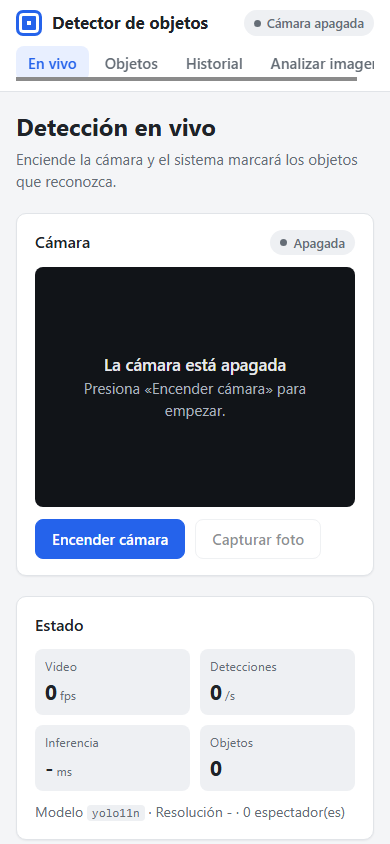 Detector de objetos
Cámara apagada
En vivo
Objetos
Historial
Analizar imager
Detección en vivo
Enciende la cámara y el sistema marcará los objetos
que reconozca.
Cámara
Apagada
La cámara está apagada
Presiona «Encender cámara» para
empezar.
Encender cámara
Capturar foto
Estado
Video
0 fps
Detecciones
0 /s
Inferencia
- ms
Objetos
0
Modelo yolo11n · Resolución - · 0 espectador(es)